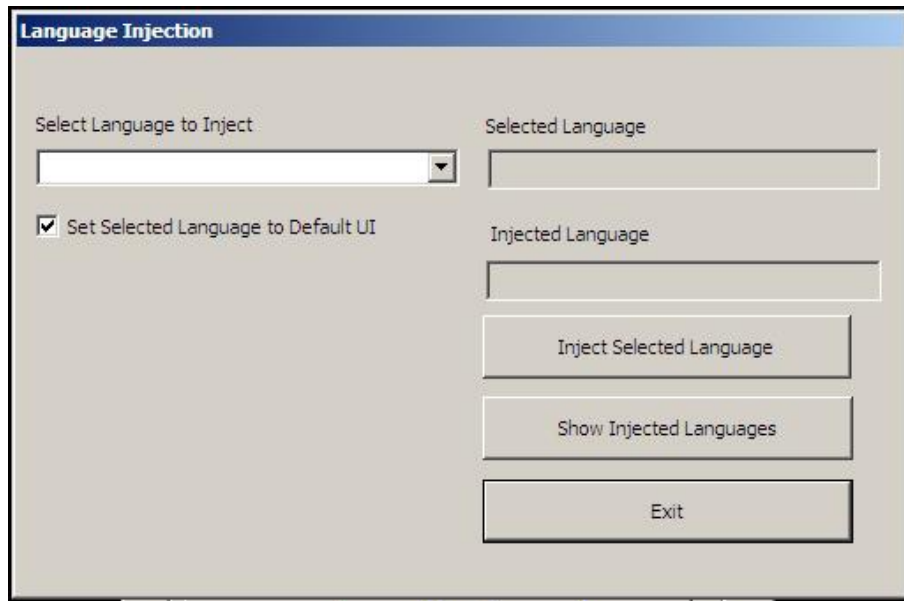 Language Injection
Select Language to Inject
Selected Language
Set Selected Language to Default UI
Injected Language
Inject Selected Language
Show Injected Languages
Exit